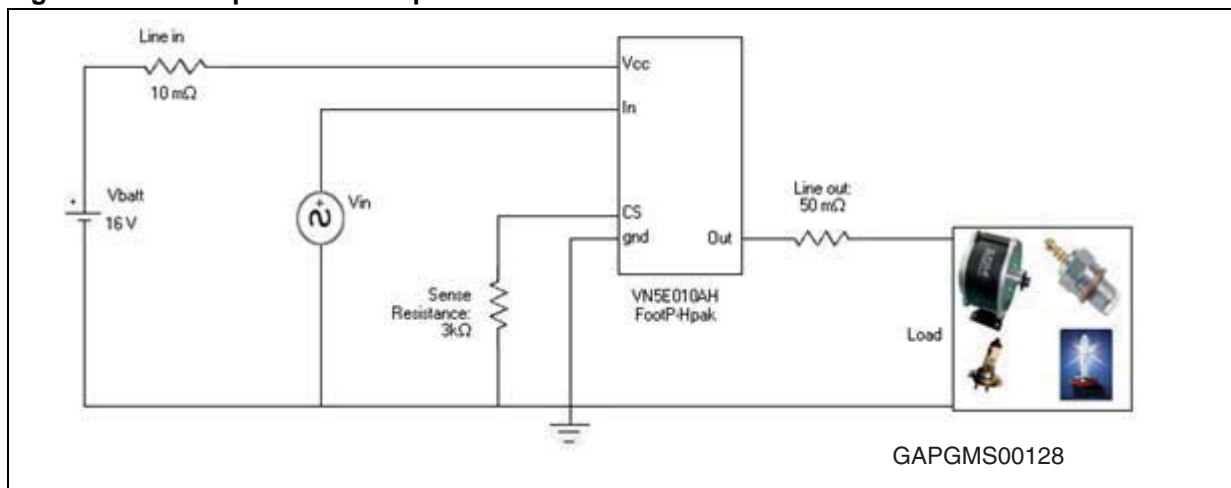 Line in
10 mΩ
Vcc
In
Vbatt
16 V
Vin
CS
gnd
Out
Line out:
50 mΩ
Sense
Resistance:
3kΩ
VN5E010AH
FootP-Hpak
Load
GAPGMS00128